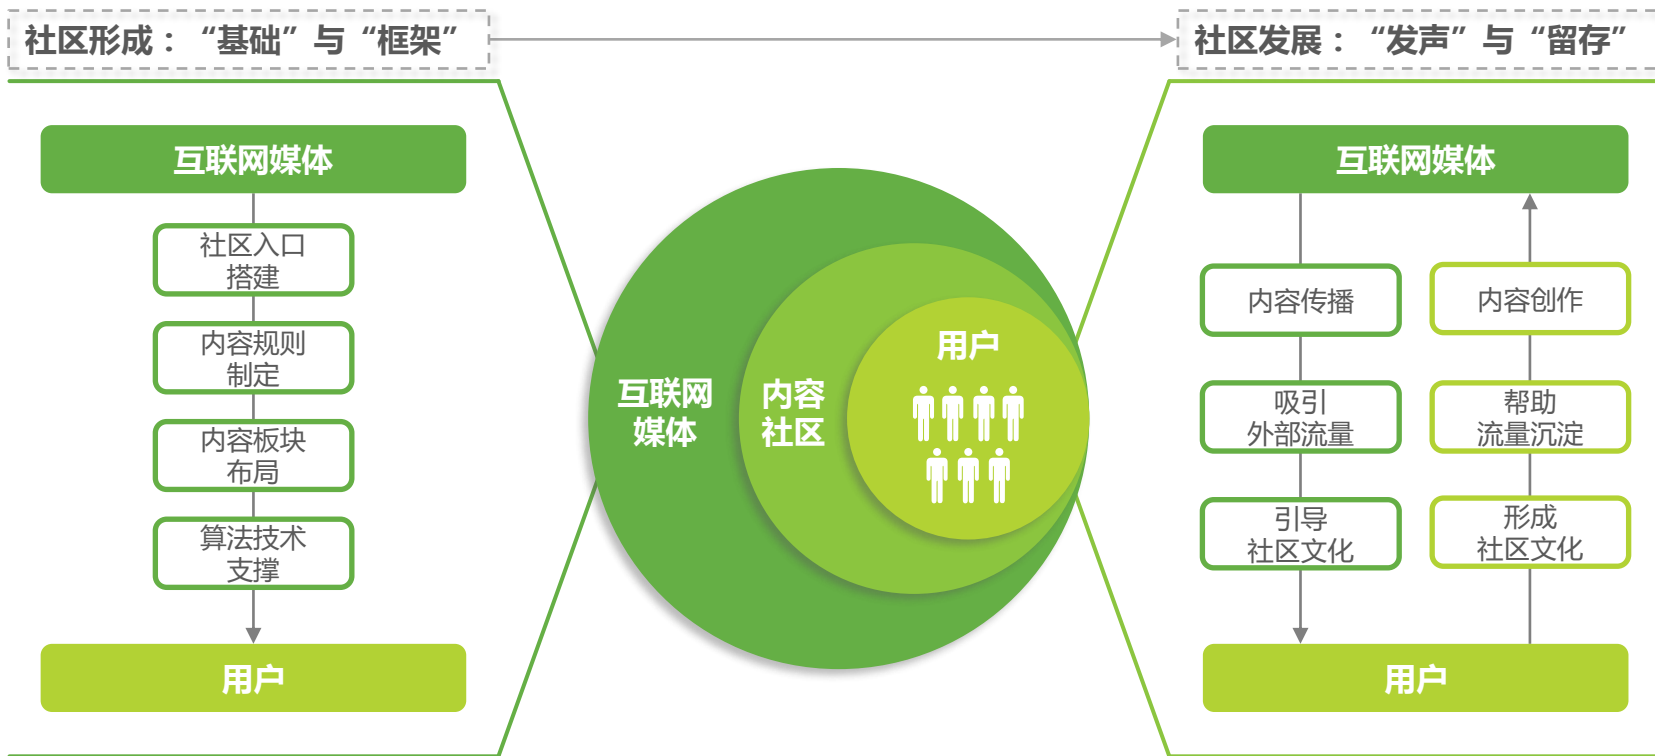 社区形成：“基础”与“框架”
社区发展：“发声”与“留存”
互联网媒体
社区入口
搭建
内容规则
制定
内容板块
布局
算法技术
支撑
用户
互联网
媒体
内容
社区
用户
互联网媒体
内容传播
吸引
外部流量
引导
社区文化
内容创作
帮助
流量沉淀
形成
社区文化
用户